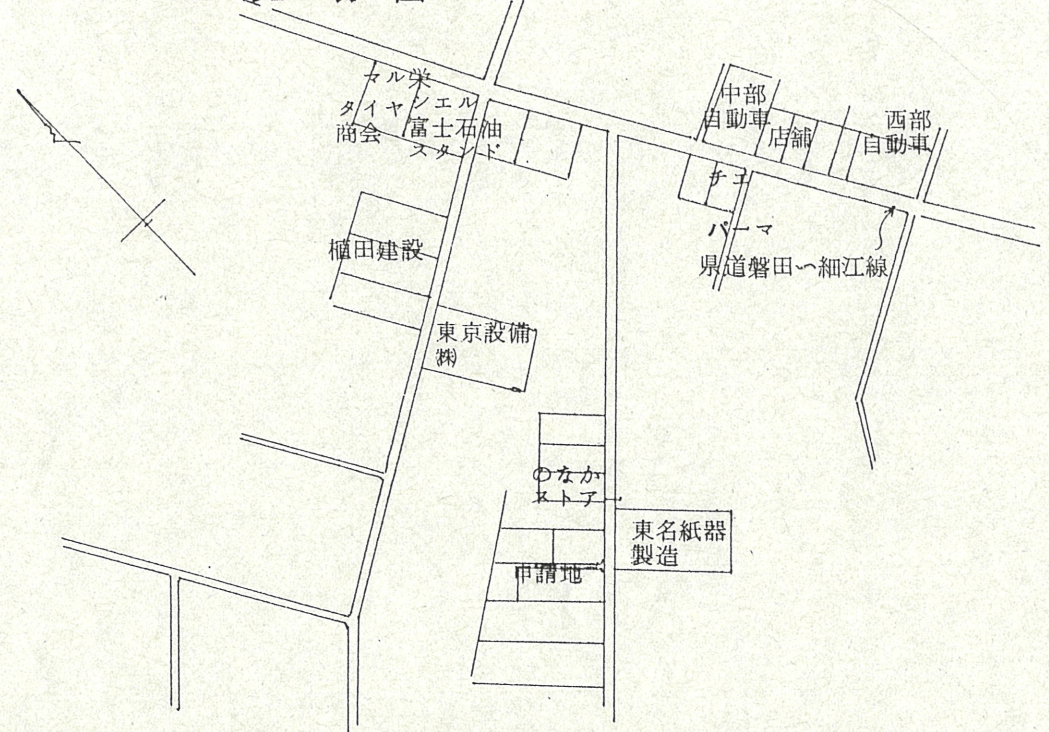 マル栄
タイヤ
商会
シエル
富士石油
スタンド
中部
自動車
店舗
西部
自動車
チエ
パーマ
県道磐田〜細江線
植田建設
東京設備
㈱
のなか
ストア
東名紙器
製造
申請地